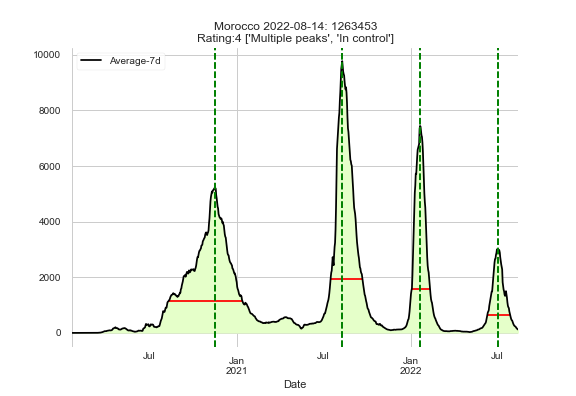 Morocco 2022-08-14: 1263453
Rating:4 ['Multiple peaks', 'In control']
Average-7d
10000
8000
6000
4000
2000
0
Jul
Jan
2021
Jul
Jan
2022
Jul
Date